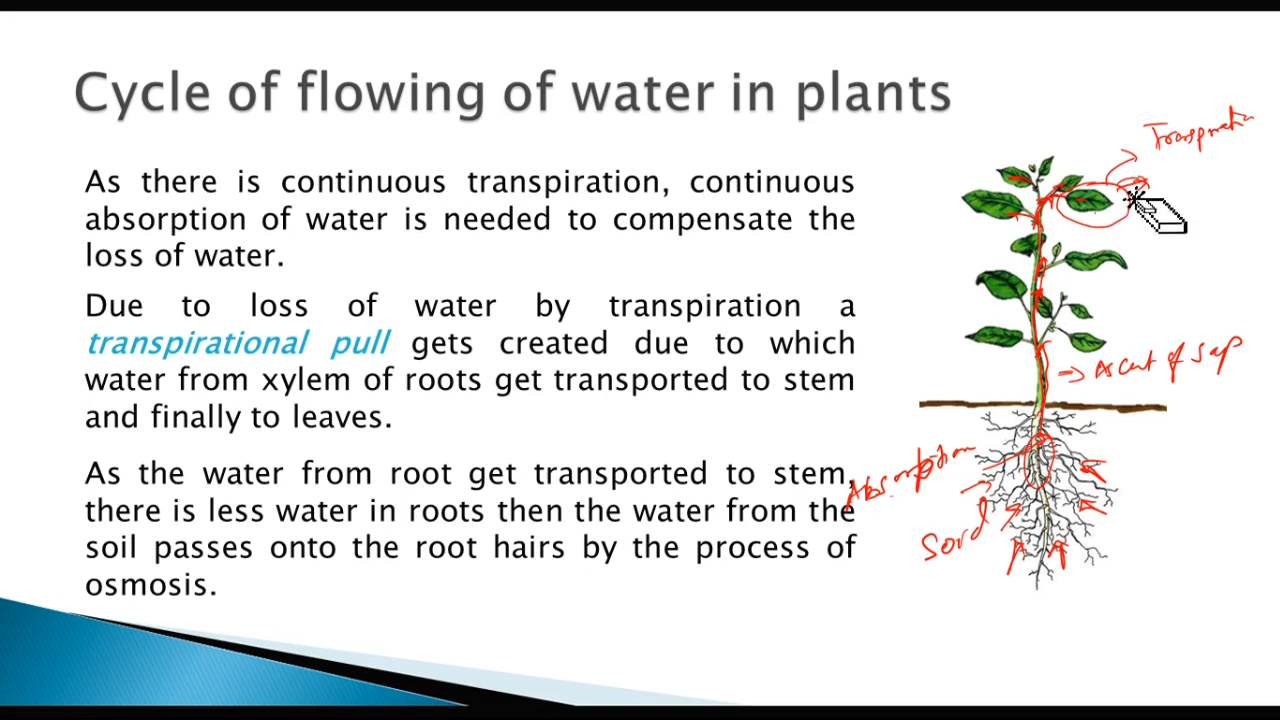 Cycle of flowing of water in plants
As there is continuous transpiration, continuous
absorption of water is needed to compensate the
loss of water.
Due to loss of water by transpiration a
transpirational pull gets created due to which
water from xylem of roots get transported to stem
and finally to leaves.
As the water from root get transported to stem,
there is less water in roots then the water from the
soil passes onto the root hairs by the process of
osmosis.
Ascent of sap
Absorption